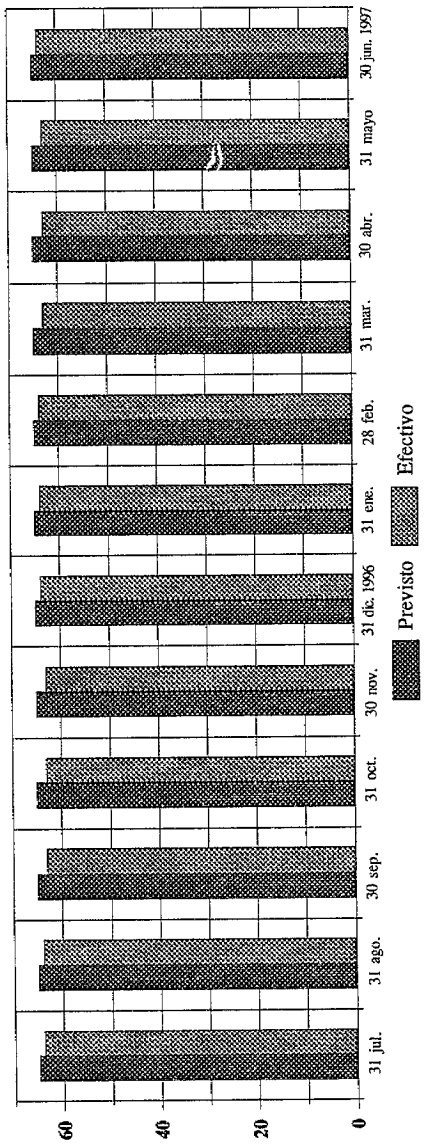 60
40
20
0
31 jul.
31 ago.
30 sep.
31 oct.
30 nov.
31 dic. 1996
31 ene.
28 feb.
31 mar.
30 abr.
31 mayo
30 jun. 1997
Previsto
Efectivo